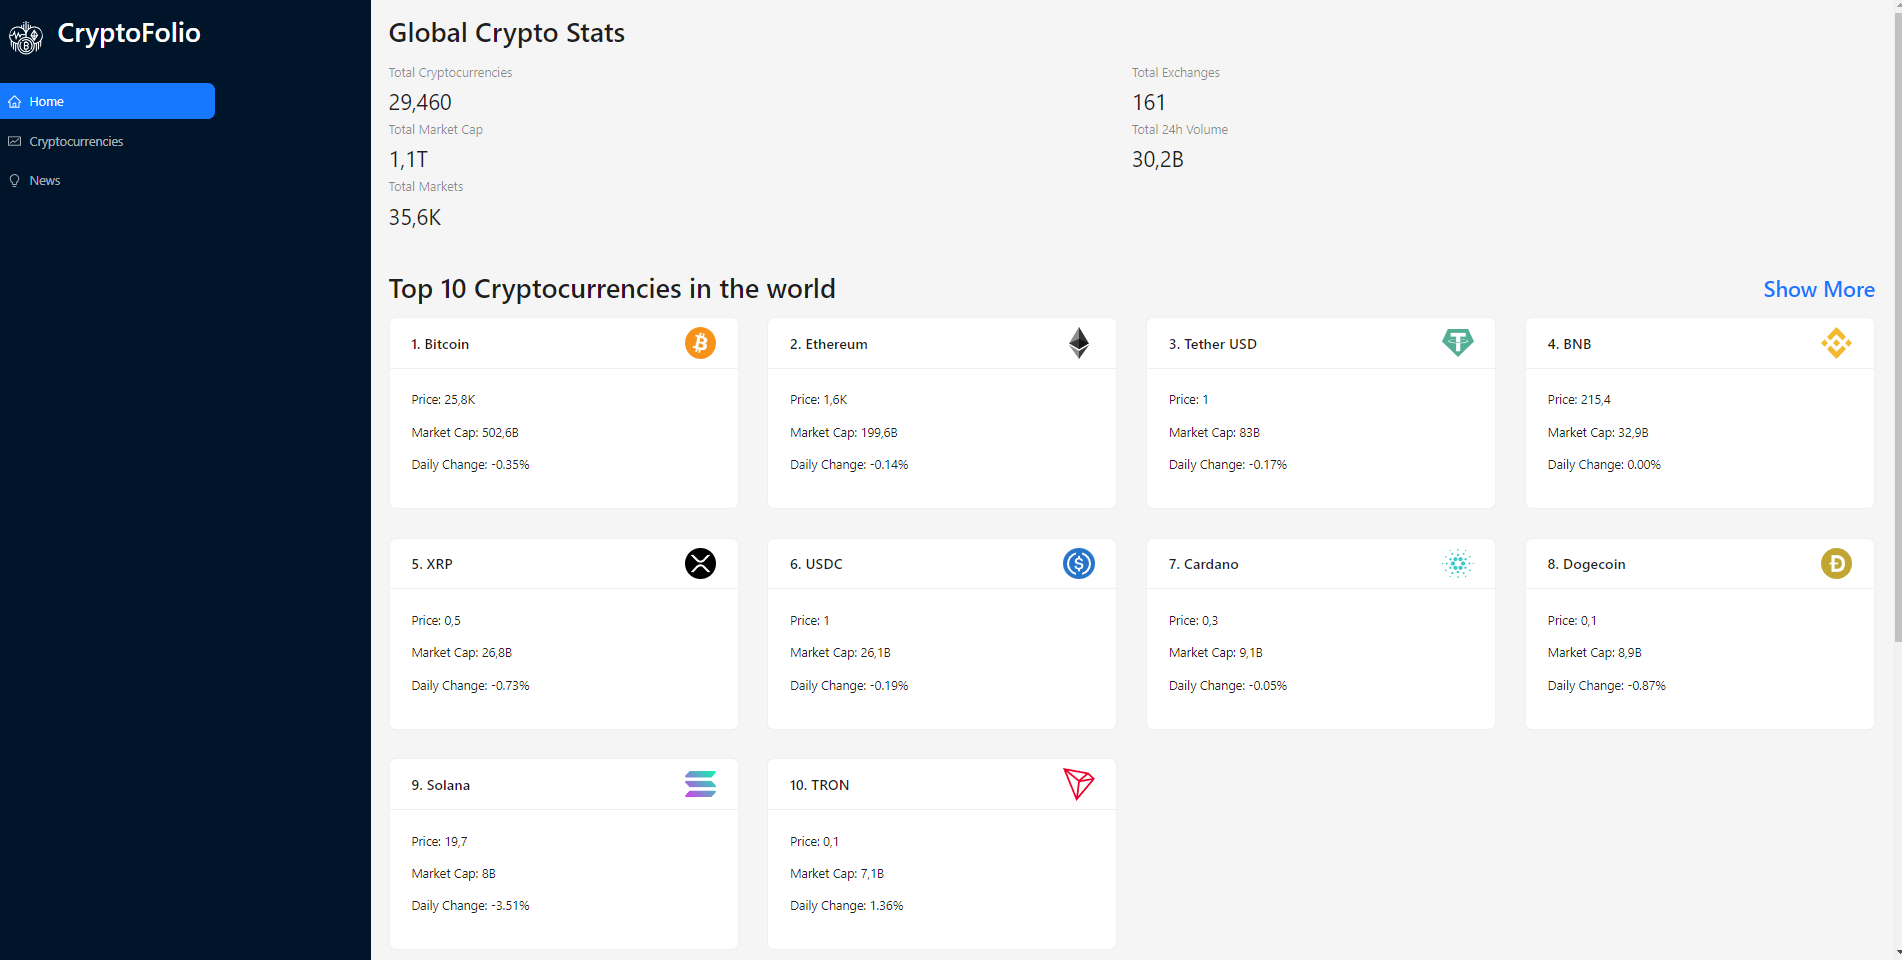 CryptoFolio
Home
Cryptocurrencies
News
Global Crypto Stats
Total Cryptocurrencies
29,460
Total Exchanges
161
Total Market Cap
1,1T
Total 24h Volume
30,2B
Total Markets
35,6K
Top 10 Cryptocurrencies in the world
Show More
1. Bitcoin
Price: 25,8K
Market Cap: 502,6B
Daily Change: -0.35%
2. Ethereum
Price: 1,6K
Market Cap: 199,6B
Daily Change: -0.14%
3. Tether USD
Price: 1
Market Cap: 83B
Daily Change: -0.17%
4. BNB
Price: 215,4
Market Cap: 32,9B
Daily Change: 0.00%
5. XRP
Price: 0,5
Market Cap: 26,8B
Daily Change: -0.73%
6. USDC
Price: 1
Market Cap: 26,1B
Daily Change: -0.19%
7. Cardano
Price: 0,3
Market Cap: 9,1B
Daily Change: -0.05%
8. Dogecoin
Price: 0,1
Market Cap: 8,9B
Daily Change: -0.87%
9. Solana
Price: 19,7
Market Cap: 8B
Daily Change: -3.51%
10. TRON
Price: 0,1
Market Cap: 7,1B
Daily Change: 1.36%